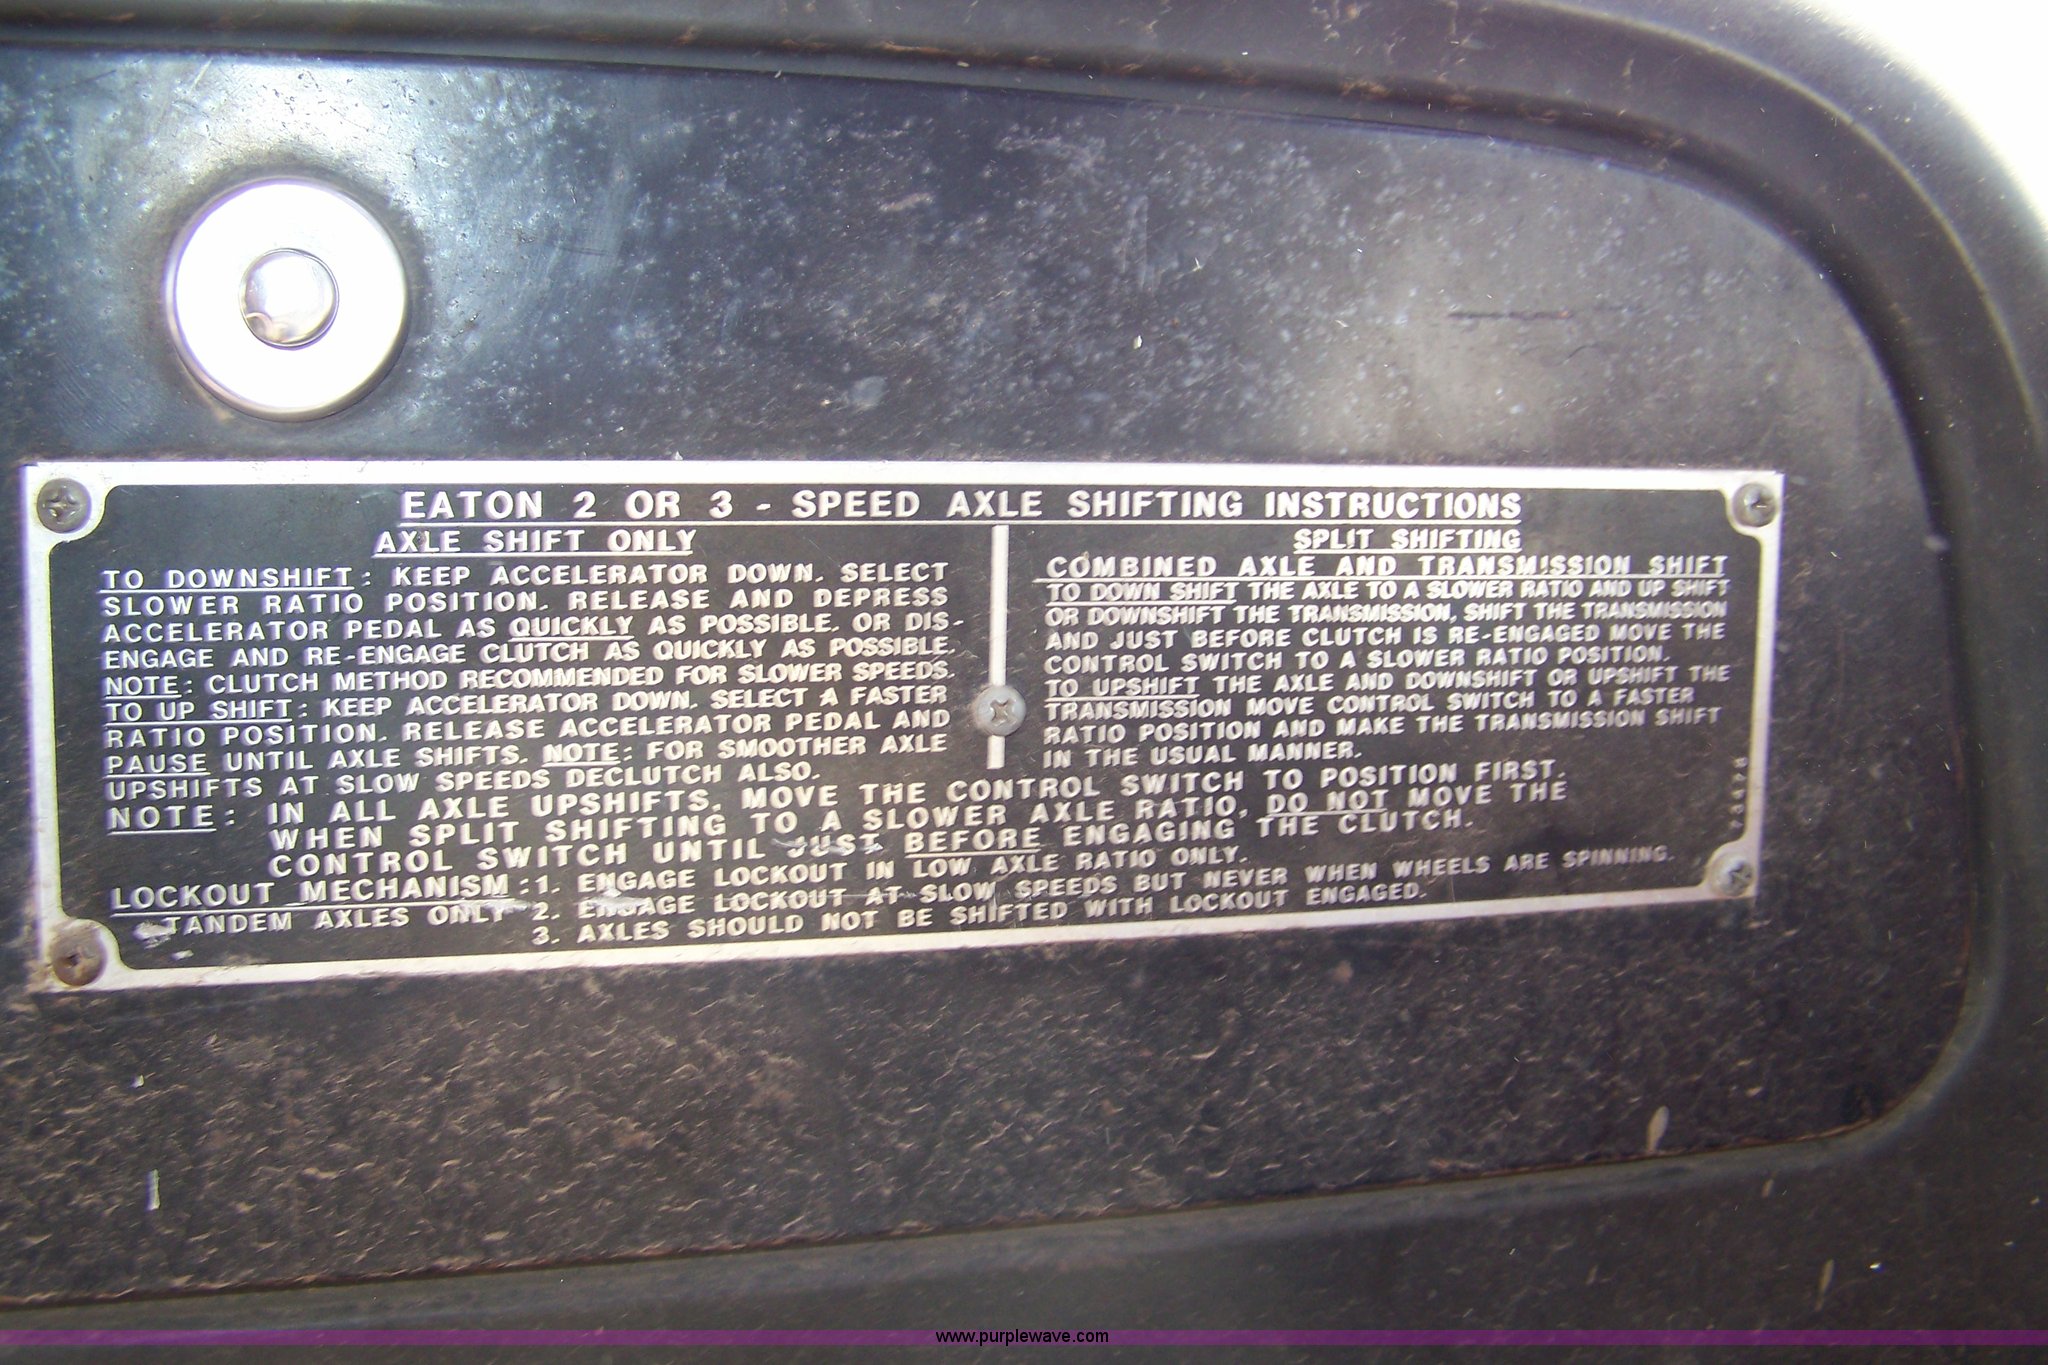 EATON 2 OR 3 - SPEED AXLE SHIFTING INSTRUCTIONS
AXLE SHIFT ONLY
TO DOWNSHIFT: KEEP ACCELERATOR DOWN. SELECT
SLOWER RATIO POSITION. RELEASE AND DEPRESS
ACCELERATOR PEDAL AS QUICKLY AS POSSIBLE. OR DIS-
ENGAGE AND RE-ENGAGE CLUTCH AS QUICKLY AS POSSIBLE.
NOTE: CLUTCH METHOD RECOMMENDED FOR SLOWER SPEEDS.
TO UP SHIFT: KEEP ACCELERATOR DOWN. SELECT A FASTER
RATIO POSITION. RELEASE ACCELERATOR PEDAL AND
PAUSE UNTIL AXLE SHIFTS. NOTE: FOR SMOOTHER AXLE
UPSHIFTS AT SLOW SPEEDS DECLUTCH ALSO.
SPLIT SHIFTING
COMBINED AXLE AND TRANSMISSION SHIFT
TO DOWN SHIFT THE AXLE TO A SLOWER RATIO AND UP SHIFT
OR DOWNSHIFT THE TRANSMISSION, SHIFT THE TRANSMISSION
AND JUST BEFORE CLUTCH IS RE-ENGAGED MOVE THE
CONTROL SWITCH TO A SLOWER RATIO POSITION.
TO UPSHIFT THE AXLE AND DOWNSHIFT OR UPSHIFT THE
TRANSMISSION MOVE CONTROL SWITCH TO A FASTER
RATIO POSITION AND MAKE THE TRANSMISSION SHIFT
IN THE USUAL MANNER.
NOTE: IN ALL AXLE UPSHIFTS, MOVE THE CONTROL SWITCH TO POSITION FIRST.
WHEN SPLIT SHIFTING TO A SLOWER AXLE RATIO, DO NOT MOVE THE
CONTROL SWITCH UNTIL JUST BEFORE ENGAGING THE CLUTCH.
LOCKOUT MECHANISM: 1. ENGAGE LOCKOUT IN LOW AXLE RATIO ONLY.
TANDEM AXLES ONLY 2. ENGAGE LOCKOUT AT SLOW SPEEDS BUT NEVER WHEN WHEELS ARE SPINNING.
3. AXLES SHOULD NOT BE SHIFTED WITH LOCKOUT ENGAGED.
www.purplewave.com